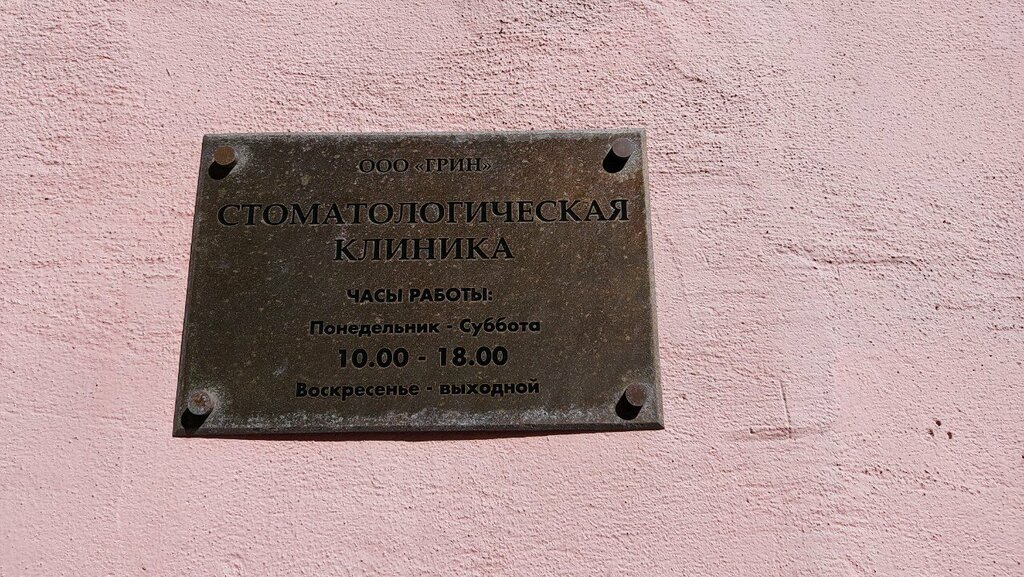 ООО «ГРИН»
СТОМАТОЛОГИЧЕСКАЯ
КЛИНИКА
ЧАСЫ РАБОТЫ:
Понедельник - Суббота
10.00 - 18.00
Воскресенье - выходной